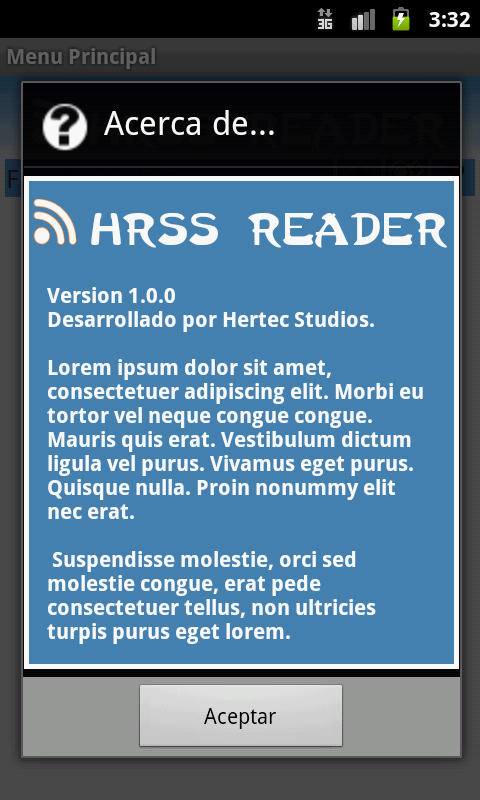 3G 3:32
Menu Principal
Acerca de...
HRSS READER
Version 1.0.0
Desarrollado por Hertec Studios.
Lorem ipsum dolor sit amet,
consectetuer adipiscing elit. Morbi eu
tortor vel neque congue congue.
Mauris quis erat. Vestibulum dictum
ligula vel purus. Vivamus eget purus.
Quisque nulla. Proin nonummy elit
nec erat.
Suspendisse molestie, orci sed
molestie congue, erat pede
consectetuer tellus, non ultricies
turpis purus eget lorem.
Aceptar